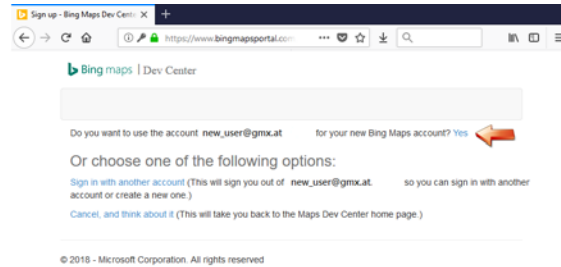 Sign up - Bing Maps Dev Cente
https://www.bingmapsportal.com
Bing maps | Dev Center
Do you want to use the account new_user@gmx.at for your new Bing Maps account? Yes
Or choose one of the following options:
Sign in with another account (This will sign you out of new_user@gmx.at so you can sign in with another
account or create a new one.)
Cancel, and think about it (This will take you back to the Maps Dev Center home page.)
© 2018 - Microsoft Corporation. All rights reserved